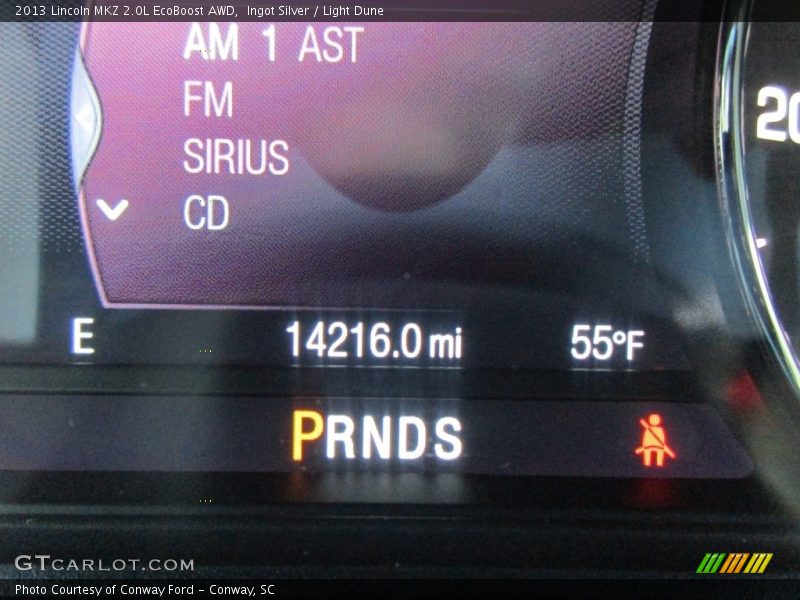 2013 Lincoln MKZ 2.0L EcoBoost AWD, Ingot Silver / Light Dune
AM 1 AST
FM
SIRIUS
CD
20
E 14216.0 mi 55°F
PRNDS
GTCARLOT.COM
Photo Courtesy of Conway Ford – Conway, SC